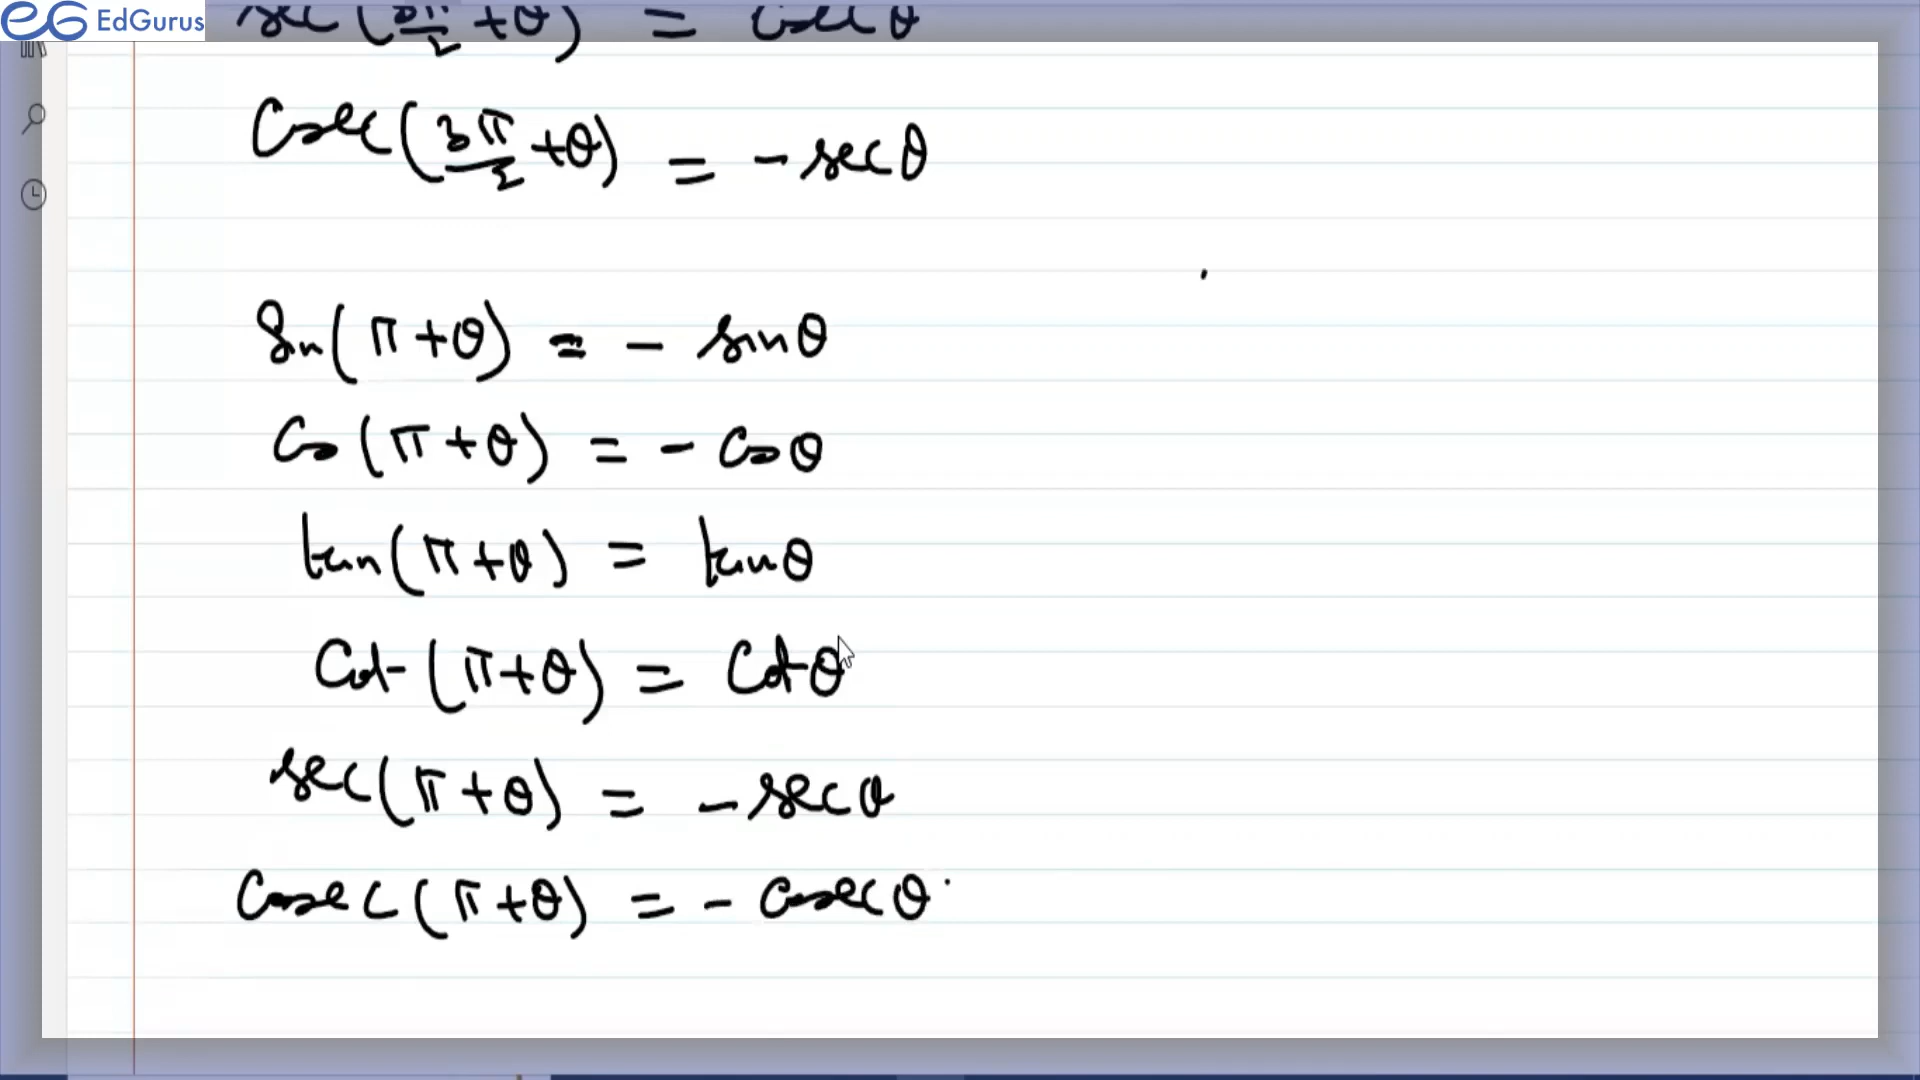 EdGurus
sec(3π/2+θ) = cosec θ
Cosec(3π/2+θ) = -sec θ
Sin(π+θ) = - sin θ
Cos(π+θ) = - Cos θ
tan(π+θ) = tan θ
Cot(π+θ) = Cot θ
sec(π+θ) = - sec θ
Cosec(π+θ) = - Cosec θ